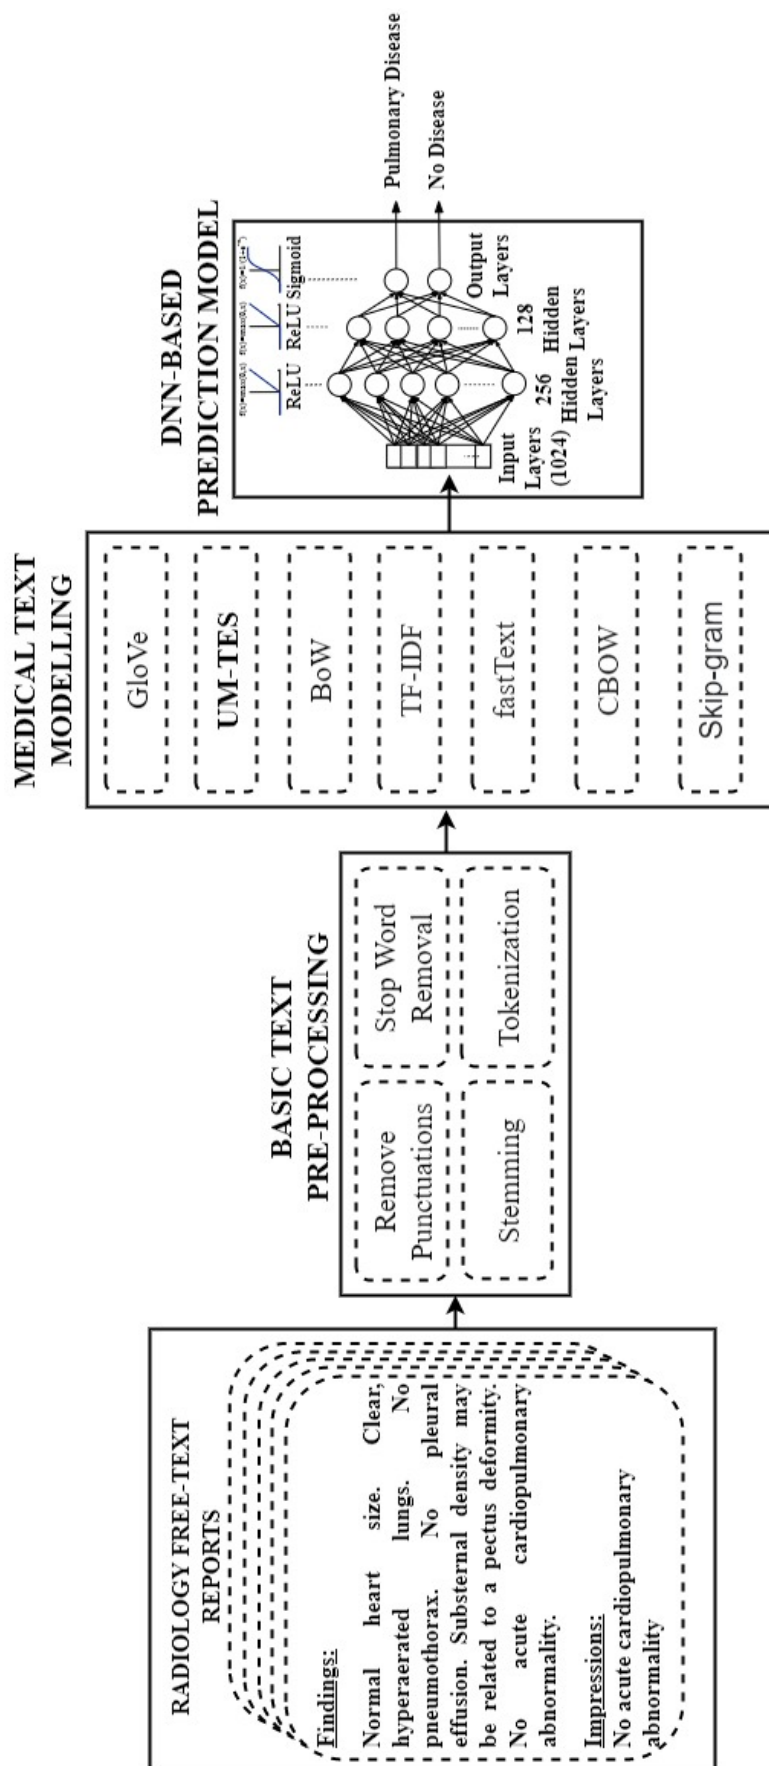 RADIOLOGY FREE-TEXT
REPORTS
Findings:
Normal heart size. Clear,
hyperaerated lungs. No
pneumothorax. No pleural
effusion. Substernal density may
be related to a pectus deformity.
No acute cardiopulmonary
abnormality.
Impressions:
No acute cardiopulmonary
abnormality
BASIC TEXT
PRE-PROCESSING
Remove
Punctuations
Stop Word
Removal
Stemming
Tokenization
MEDICAL TEXT
MODELLING
GloVe
UM-TES
BoW
TF-IDF
fastText
CBOW
Skip-gram
DNN-BASED
PREDICTION MODEL
f(x)=max(0,x)
f(x)=max(0,x)
ReLU
ReLU
Sigmoid
Input
Layers
(1024)
256
Hidden
Layers
128
Hidden
Layers
Output
Layers
Pulmonary Disease
No Disease